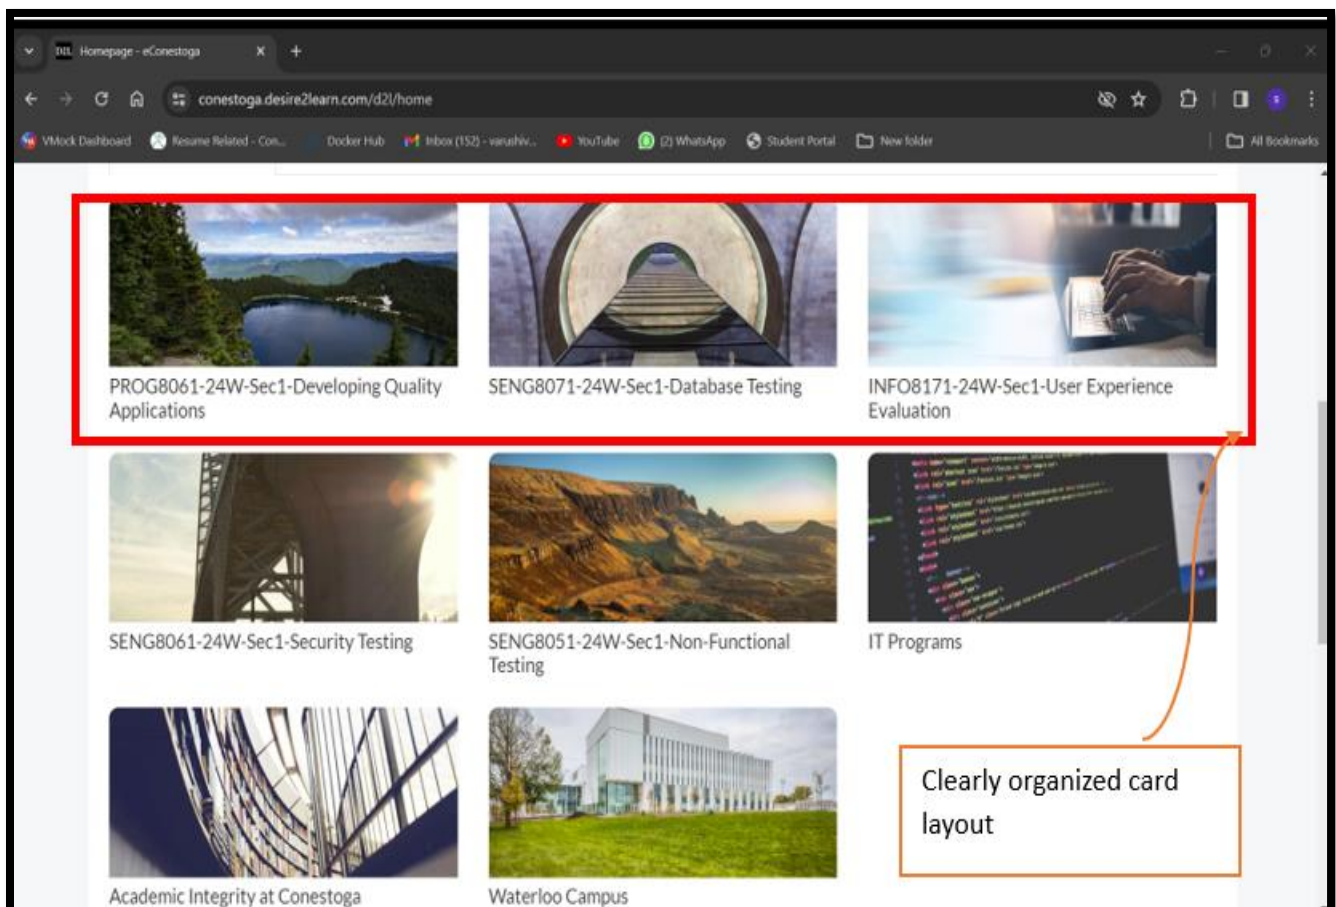 D2L Homepage - eConestoga
conestoga.desire2learn.com/d2l/home
VMock Dashboard Resume Related - Con... Docker Hub Inbox (152) - varushiv... YouTube (2) WhatsApp Student Portal New folder All Bookmarks
PROG8061-24W-Sec1-Developing Quality
Applications
SENG8071-24W-Sec1-Database Testing
INFO8171-24W-Sec1-User Experience
Evaluation
SENG8061-24W-Sec1-Security Testing
SENG8051-24W-Sec1-Non-Functional
Testing
IT Programs
Clearly organized card
layout
Academic Integrity at Conestoga
Waterloo Campus